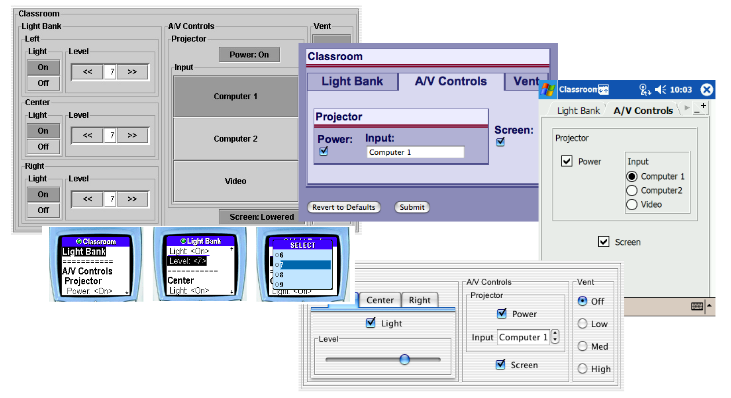 Classroom
Light Bank
Left
Light
Level
On
Off
<< 7 >>
Center
Light
Level
On
Off
<< 7 >>
Right
Light
Level
On
Off
<< 7 >>
A/V Controls
Projector
Power: On
Input
Computer 1
Computer 2
Video
Screen: Lowered
Vent
Classroom
Light Bank
A/V Controls
Vent
Projector
Power:
Input:
Computer 1
Screen:
Revert to Defaults
Submit
Classroom
10:03
Light Bank
A/V Controls
Projector
Power
Input
Computer 1
Computer2
Video
Screen
Classroom
Light Bank
===========
A/V Controls
Projector
Power <On>
Light Bank
Light: <On>
Level: </>
-----------
Center
Light <On>
SELECT
6
7
8
9
Light <On>
Center
Right
Light
Level
A/V Controls
Projector
Power
Input
Computer 1
Screen
Vent
Off
Low
Med
High